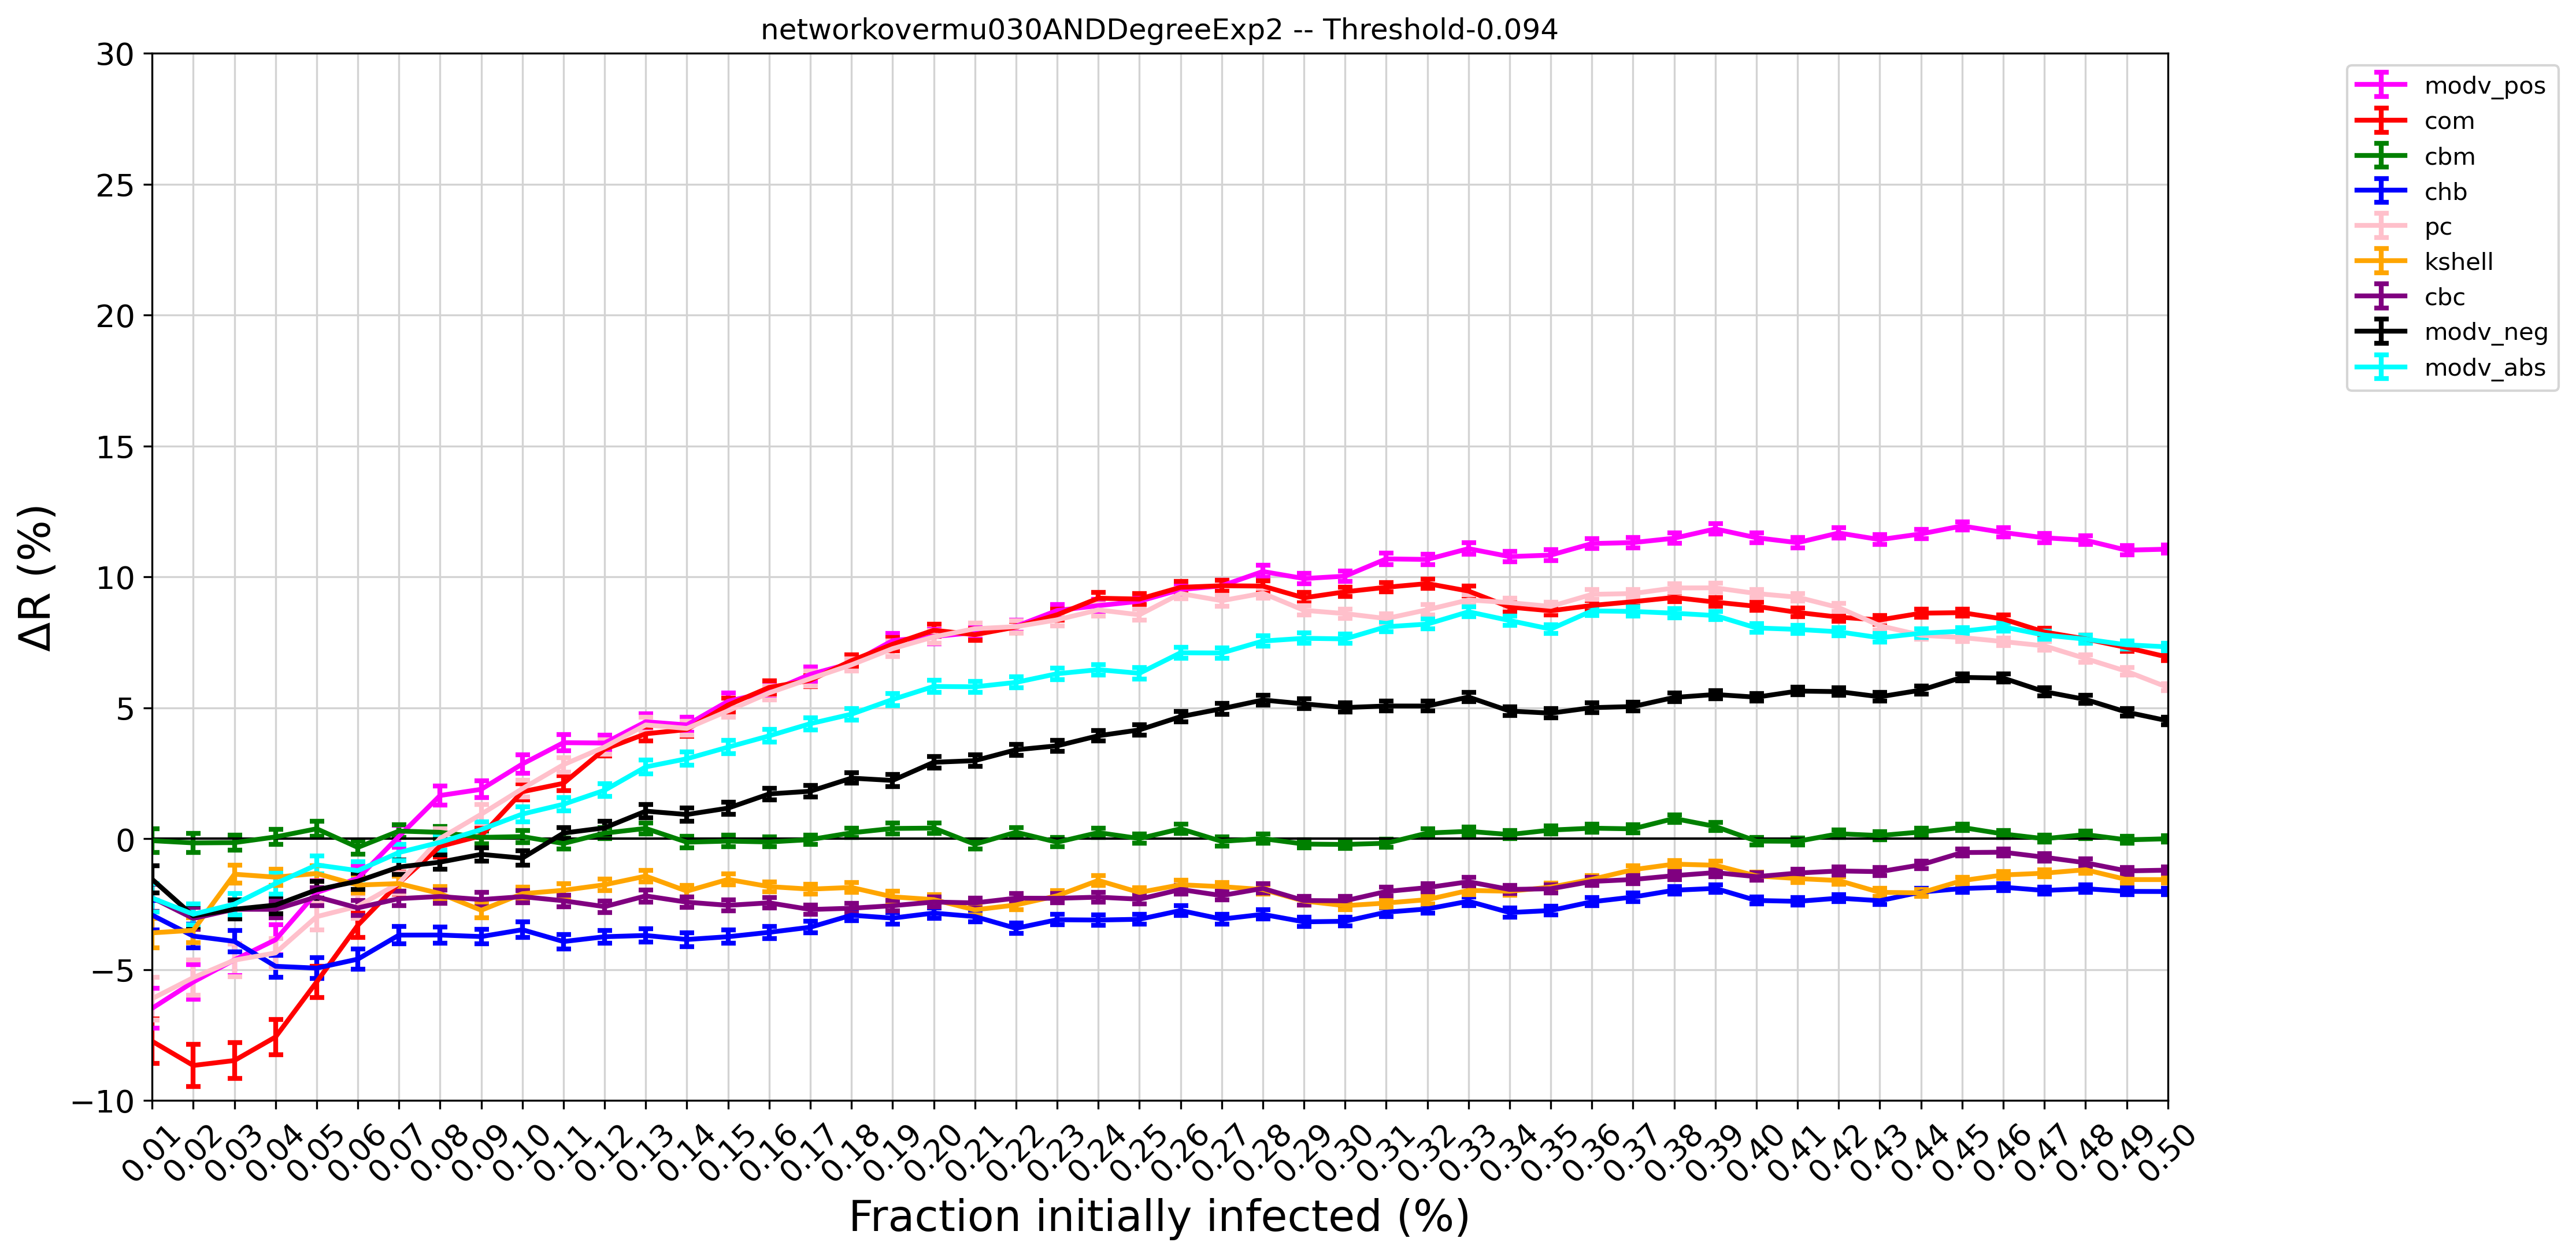 networkovermu030ANDDegreeExp2 -- Threshold-0.094
30
25
20
15
10
5
0
−5
−10
ΔR (%)
0.01 0.02 0.03 0.04 0.05 0.06 0.07 0.08 0.09 0.10 0.11 0.12 0.13 0.14 0.15 0.16 0.17 0.18 0.19 0.20 0.21 0.22 0.23 0.24 0.25 0.26 0.27 0.28 0.29 0.30 0.31 0.32 0.33 0.34 0.35 0.36 0.37 0.38 0.39 0.40 0.41 0.42 0.43 0.44 0.45 0.46 0.47 0.48 0.49 0.50
Fraction initially infected (%)
modv_pos
com
cbm
chb
pc
kshell
cbc
modv_neg
modv_abs